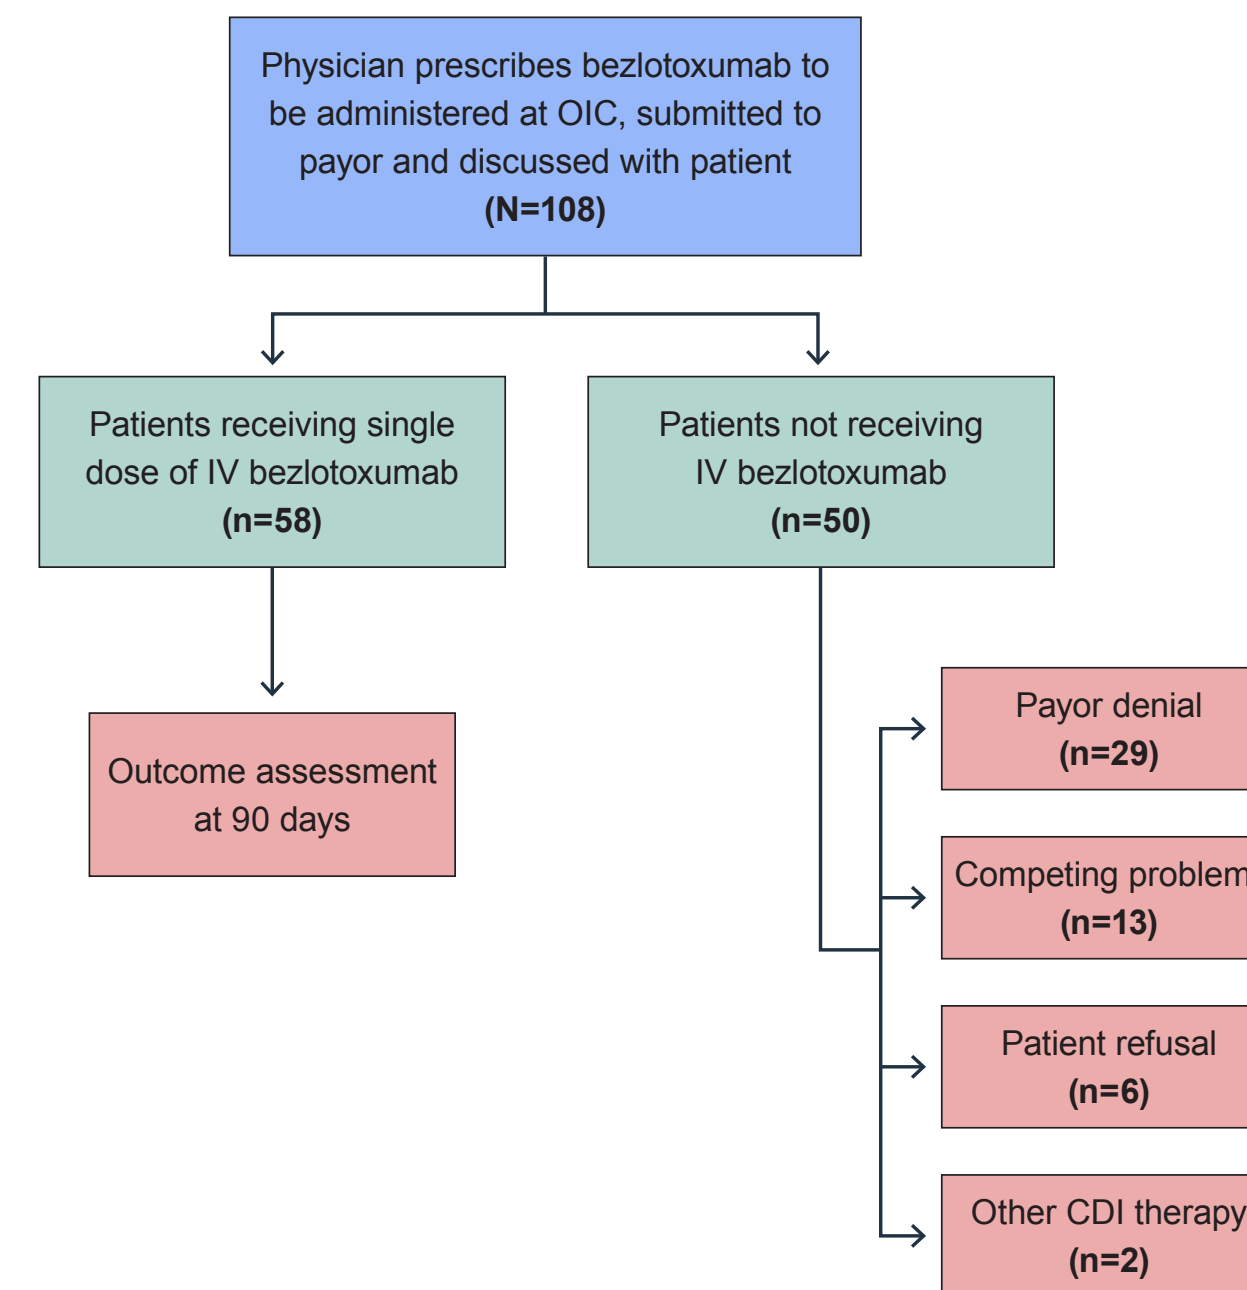 Physician prescribes bezlotoxumab to
be administered at OIC, submitted to
payor and discussed with patient
(N=108)
Patients receiving single
dose of IV bezlotoxumab
(n=58)
Patients not receiving
IV bezlotoxumab
(n=50)
Outcome assessment
at 90 days
Payor denial
(n=29)
Competing problem
(n=13)
Patient refusal
(n=6)
Other CDI therapy
(n=2)